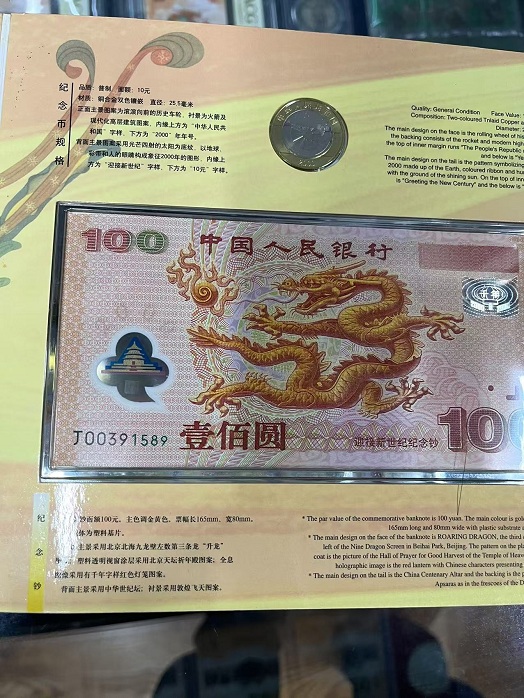 纪念币规格
品质：普制 面额：10元
材质：铜合金双色镶嵌 直径：25.5毫米
正面主景图案为滚滚向前的历史车轮，衬景为火箭及
现代化高层建筑图案，内缘上方为“中华人民共
和国”字样，下方为“2000”年年号。
背面主景图案采用光芒四射的太阳为底纹，以地球、
彩带和人的眼睛构成象征2000年的图形，内缘上
方为“迎接新世纪”字样，下方为“10元”字样。
Quality: General Condition Face Value:
Composition: Two-coloured Triaid Copper a
Diameter:
The main design on the face is the rolling wheel of h
the backing consists of the rocket and modern high
the top of inner margin runs "The People's Republic
and below is "Ye
The main design on the tail is the pattern symbolizing
2000 made up of the Earth, coloured ribbon and hum
with the ground of the shining sun. On the top of inn
is "Greeting the New Century" and the below is "
100 中国人民银行
J00391589
壹佰圆
迎接新世纪纪念钞
100
纪念钞
钞面额100元，主色调金黄色，票幅长165mm，宽80mm，
体为塑料基片。
主景采用北京北海九龙壁左数第三条龙“升龙”
塑料透明视窗涂层采用北京天坛祈年殿图案；全息
图案采用有千年字样红色灯笼图案。
背面主景采用中华世纪坛；衬景采用敦煌飞天图案。
* The par value of the commemorative banknote is 100 yuan. The main colour is gol
165mm long and 80mm wide with plastic substrate
* The main design on the face of the banknote is ROARING DRAGON, the third
left of the Nine Dragon Screen in Beihai Park, Beijing. The pattern on the pla
coat is the picture of the Hall of Prayer for Good Harvest of the Temple of Heave
holographic image is the red lantern with Chinese characters presenting
* The main design on the tail is the China Centenary Altar and the backing is the
Apsaras as in the frescoes of the D